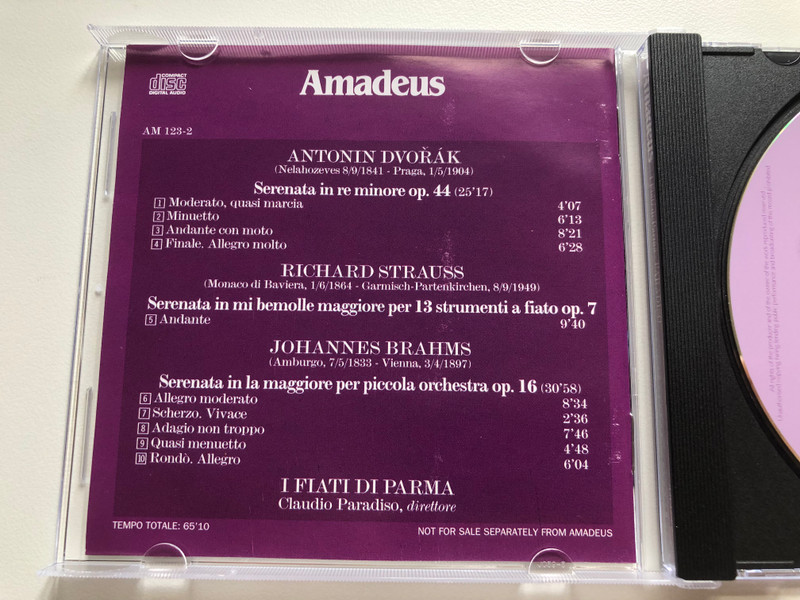 COMPACT
disc
DIGITAL AUDIO
Amadeus
AM 123-2
ANTONIN DVOŘÁK
(Nelahozeves 8/9/1841 - Praga, 1/5/1904)
Serenata in re minore op. 44 (25'17)
1 Moderato, quasi marcia 4'07
2 Minuetto 6'13
3 Andante con moto 8'21
4 Finale. Allegro molto 6'28
RICHARD STRAUSS
(Monaco di Baviera, 1/6/1864 - Garmisch-Partenkirchen, 8/9/1949)
Serenata in mi bemolle maggiore per 13 strumenti a fiato op. 7
5 Andante 9'40
JOHANNES BRAHMS
(Amburgo, 7/5/1833 - Vienna, 3/4/1897)
Serenata in la maggiore per piccola orchestra op. 16 (30'58)
6 Allegro moderato 8'34
7 Scherzo. Vivace 2'36
8 Adagio non troppo 7'46
9 Quasi menuetto 4'48
10 Rondò. Allegro 6'04
I FIATI DI PARMA
Claudio Paradiso, direttore
TEMPO TOTALE: 65'10
NOT FOR SALE SEPARATELY FROM AMADEUS